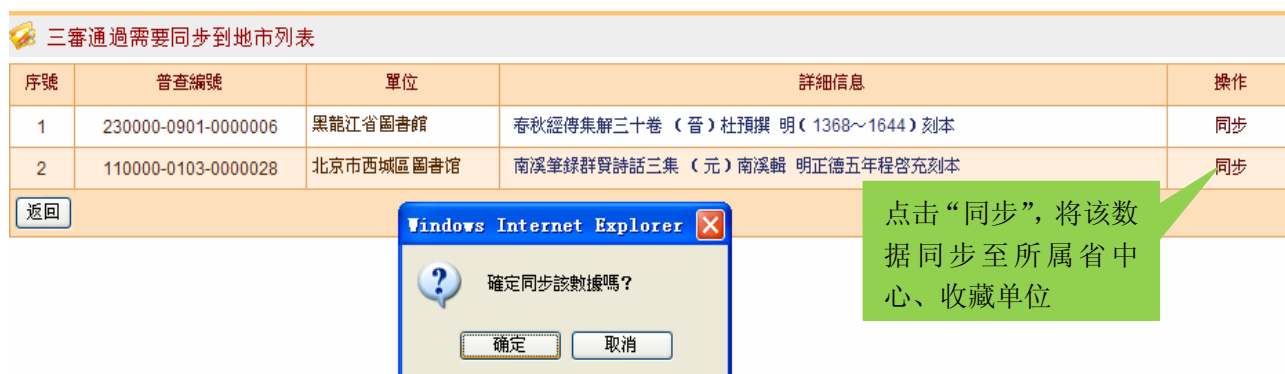 三審通過需要同步到地市列表
序號 普查編號 單位 詳細信息 操作
1 230000-0901-0000006 黑龍江省圖書館 春秋經傳集解三十卷 （晉）杜預撰 明（1368～1644）刻本 同步
2 110000-0103-0000028 北京市西城區圖書馆 南溪筆錄群賢詩話三集 （元）南溪輯 明正德五年程啓充刻本 同步
返回
Windows Internet Explorer
確定同步該數據嗎？
确定 取消
点击“同步”，将该数
据同步至所属省中
心、收藏单位